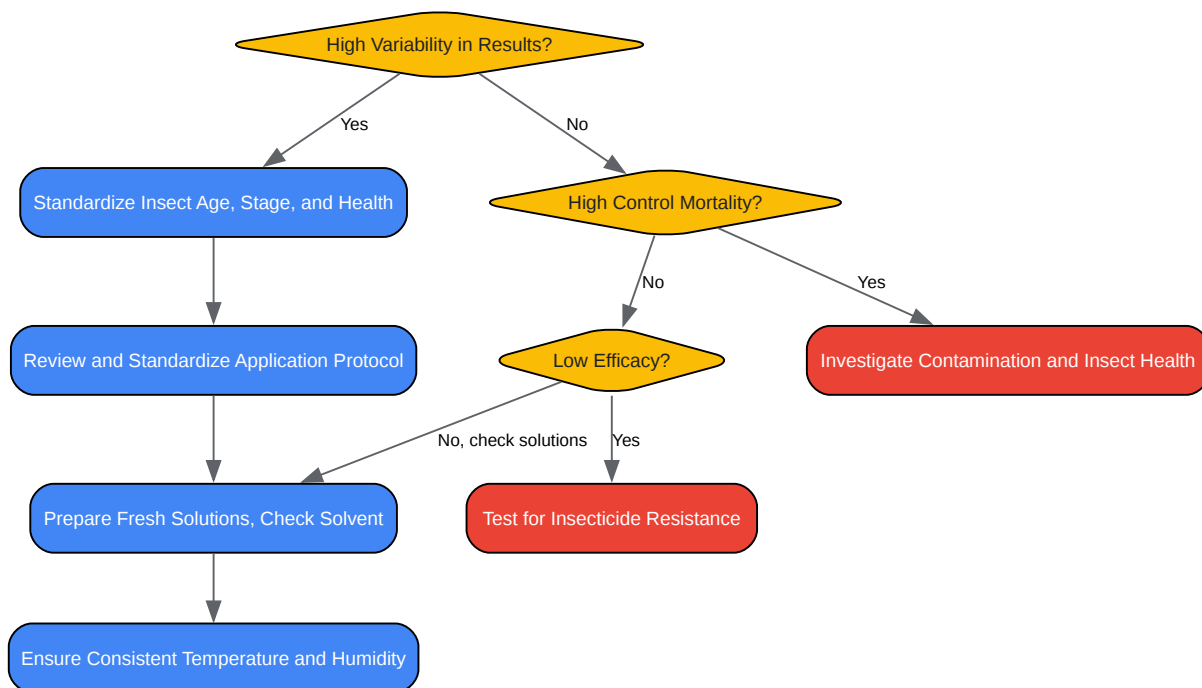 High Variability in Results?
Yes
No
Standardize Insect Age, Stage, and Health
High Control Mortality?
No
Yes
Review and Standardize Application Protocol
Low Efficacy?
Investigate Contamination and Insect Health
No, check solutions
Yes
Prepare Fresh Solutions, Check Solvent
Test for Insecticide Resistance
Ensure Consistent Temperature and Humidity